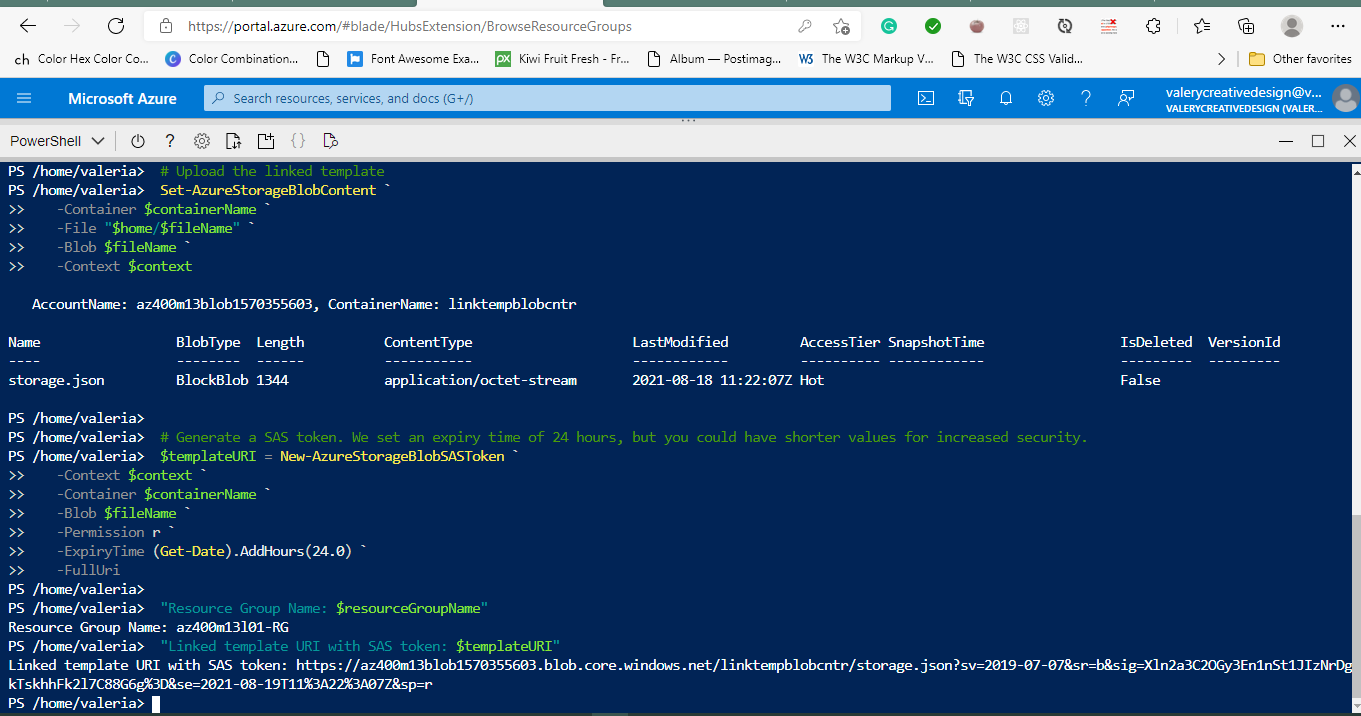 https://portal.azure.com/#blade/HubsExtension/BrowseResourceGroups
ch Color Hex Color Co... C Color Combination... Font Awesome Exa... px Kiwi Fruit Fresh - Fr... Album — Postimag... W3 The W3C Markup V... The W3C CSS Valid... Other favorites
Microsoft Azure Search resources, services, and docs (G+/) valerycreativedesign@v...
VALERYCREATIVEDESIGN (VALER...
PowerShell ? {}
PS /home/valeria> # Upload the linked template
PS /home/valeria> Set-AzureStorageBlobContent `
>> -Container $containerName `
>> -File "$home/$fileName" `
>> -Blob $fileName `
>> -Context $context
AccountName: az400m13blob1570355603, ContainerName: linktempblobcntr
Name BlobType Length ContentType LastModified AccessTier SnapshotTime IsDeleted VersionId
---- -------- ------ ----------- ------------ ---------- ------------ --------- ---------
storage.json BlockBlob 1344 application/octet-stream 2021-08-18 11:22:07Z Hot False
PS /home/valeria>
PS /home/valeria> # Generate a SAS token. We set an expiry time of 24 hours, but you could have shorter values for increased security.
PS /home/valeria> $templateURI = New-AzureStorageBlobSASToken `
>> -Context $context `
>> -Container $containerName `
>> -Blob $fileName `
>> -Permission r `
>> -ExpiryTime (Get-Date).AddHours(24.0) `
>> -FullUri
PS /home/valeria>
PS /home/valeria> "Resource Group Name: $resourceGroupName"
Resource Group Name: az400m13l01-RG
PS /home/valeria> "Linked template URI with SAS token: $templateURI"
Linked template URI with SAS token: https://az400m13blob1570355603.blob.core.windows.net/linktempblobcntr/storage.json?sv=2019-07-07&sr=b&sig=Xln2a3C2OGy3En1nSt1JIzNrDg
kTskhhFk2l7C88G6g%3D&se=2021-08-19T11%3A22%3A07Z&sp=r
PS /home/valeria>